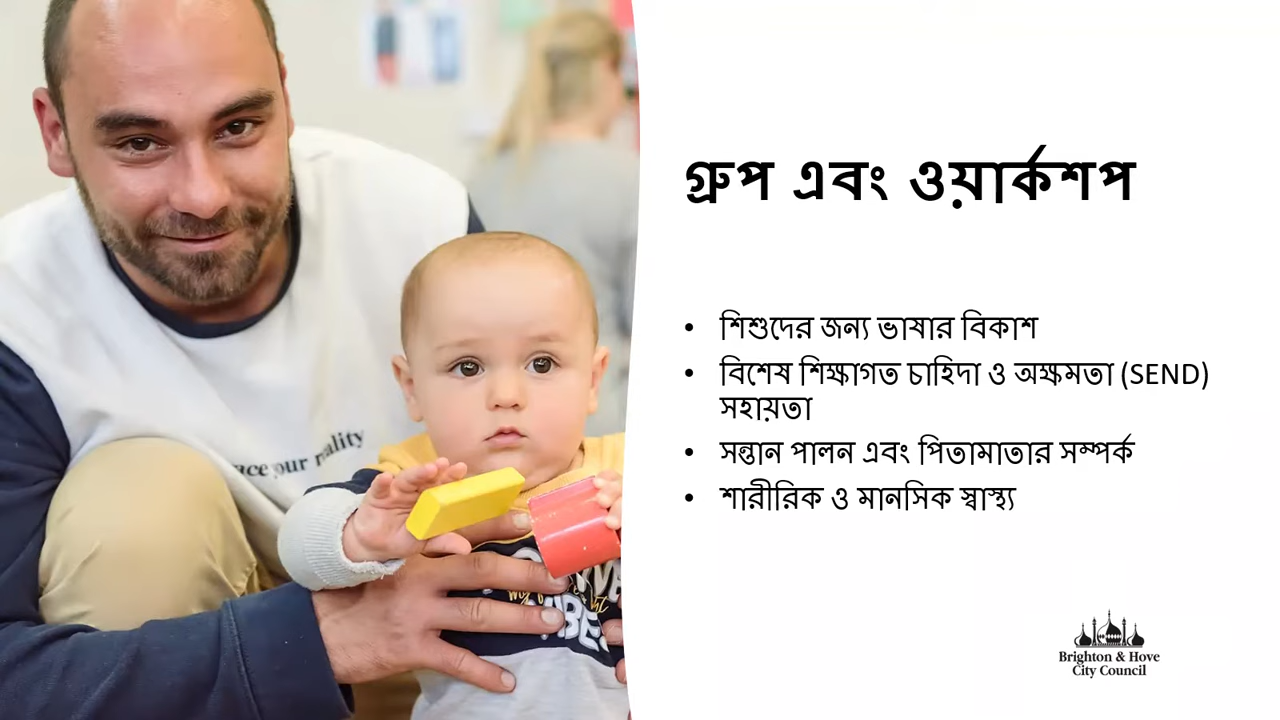 গ্রুপ এবং ওয়ার্কশপ
• শিশুদের জন্য ভাষার বিকাশ
• বিশেষ শিক্ষাগত চাহিদা ও অক্ষমতা (SEND)
সহায়তা
• সন্তান পালন এবং পিতামাতার সম্পর্ক
• শারীরিক ও মানসিক স্বাস্থ্য
your
Brighton & Hove
City Council